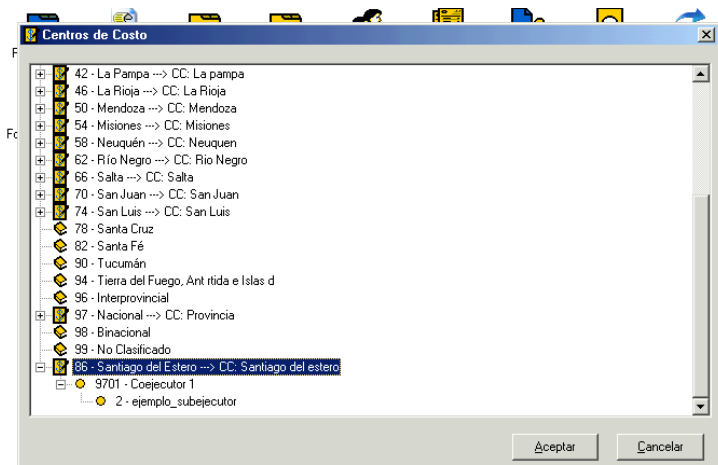 Centros de Costo
F
Fo
42 - La Pampa ---> CC: La pampa
46 - La Rioja ---> CC: La Rioja
50 - Mendoza ---> CC: Mendoza
54 - Misiones ---> CC: Misiones
58 - Neuquén ---> CC: Neuquen
62 - Río Negro ---> CC: Rio Negro
66 - Salta ---> CC: Salta
70 - San Juan ---> CC: San Juan
74 - San Luis ---> CC: San Luis
78 - Santa Cruz
82 - Santa Fé
90 - Tucumán
94 - Tierra del Fuego, Ant rtida e Islas d
96 - Interprovincial
97 - Nacional ---> CC: Provincia
98 - Binacional
99 - No Clasificado
86 - Santiago del Estero ---> CC: Santiago del estero
9701 - Coejecutor 1
2 - ejemplo_subejecutor
Aceptar Cancelar